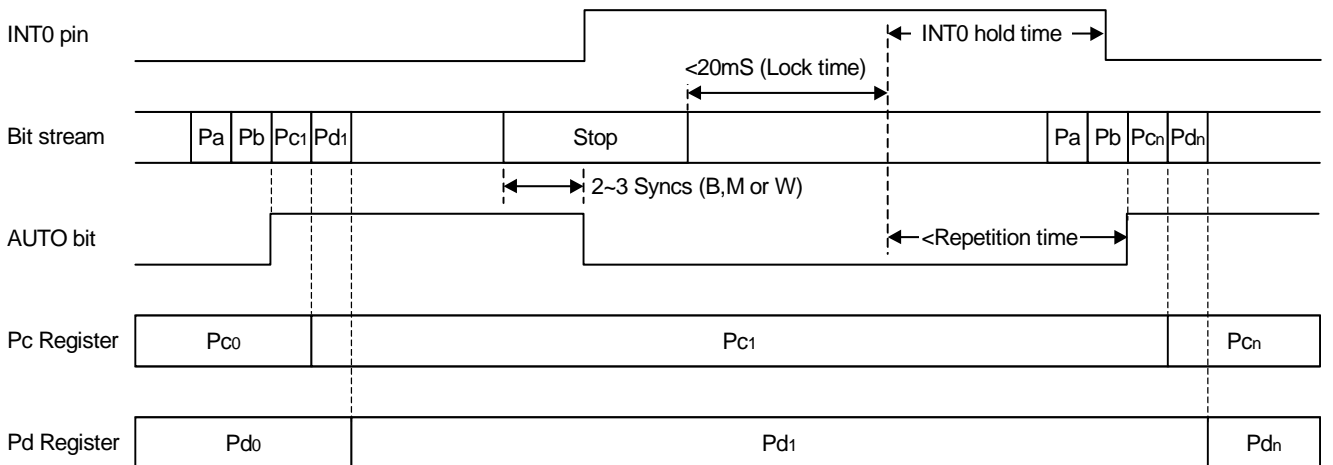 INT0 pin
INT0 hold time
<20mS (Lock time)
Bit stream Pa Pb Pc1 Pd1 Stop Pa Pb Pcn Pdn
2~3 Syncs (B,M or W)
AUTO bit
<Repetition time
Pc Register Pc0 Pc1 Pcn
Pd Register Pd0 Pd1 Pdn